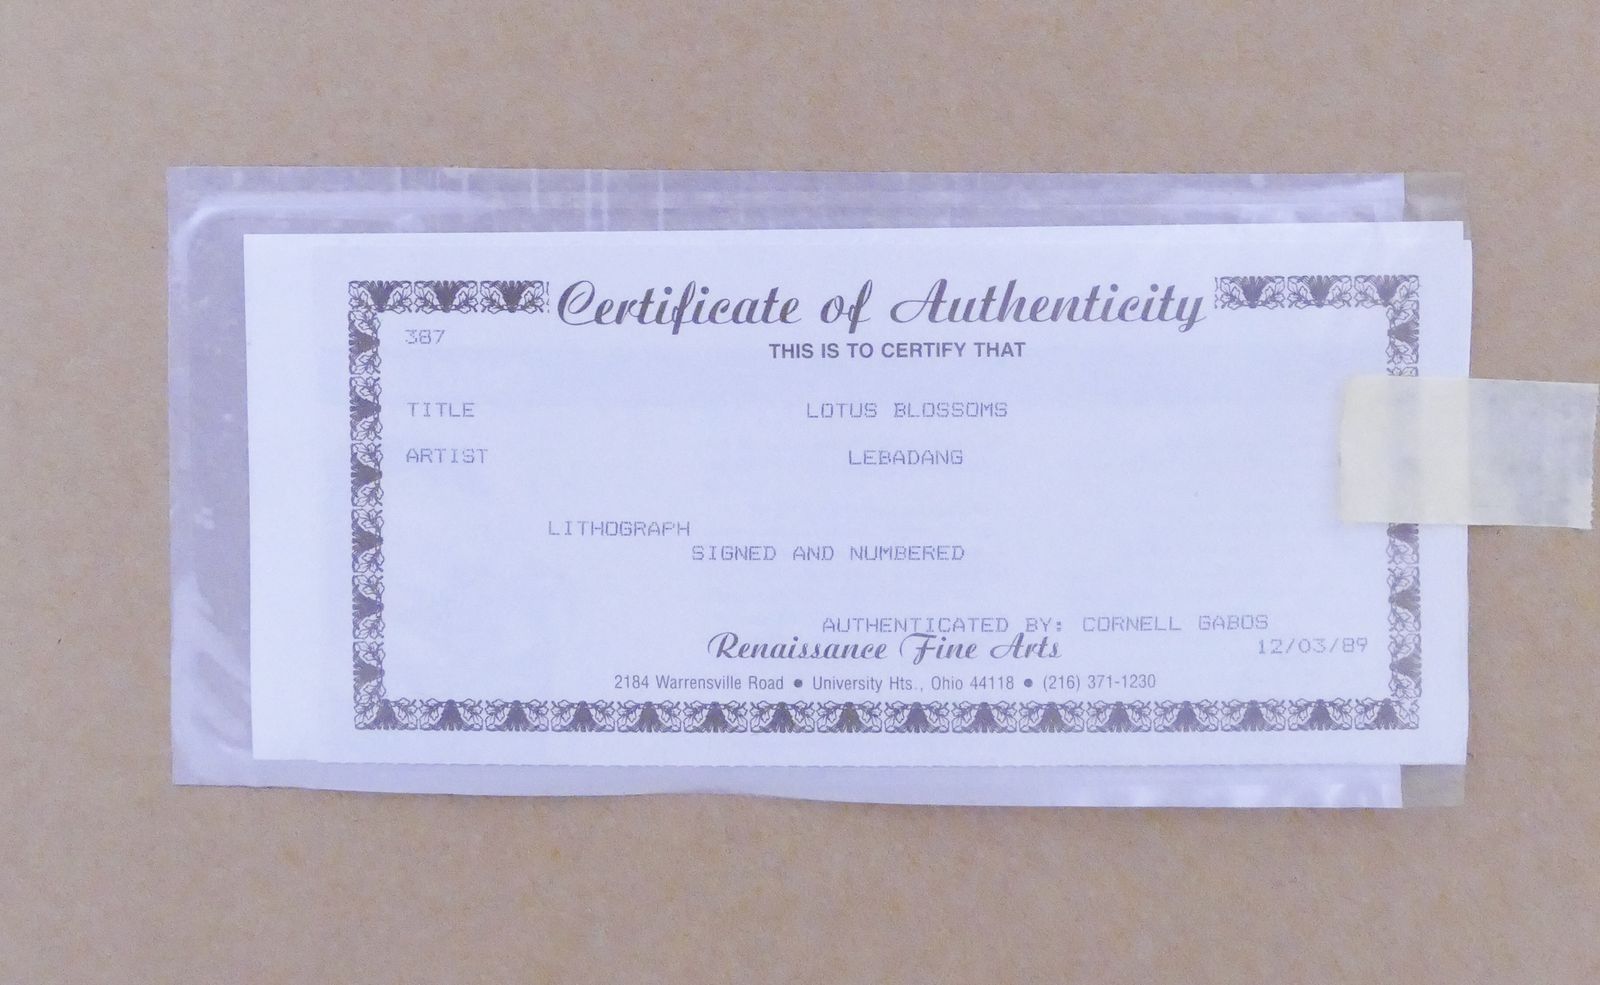 Certificate of Authenticity
387
THIS IS TO CERTIFY THAT
TITLE LOTUS BLOSSOMS
ARTIST LEBADANG
LITHOGRAPH
SIGNED AND NUMBERED
AUTHENTICATED BY: CORNELL GABOS
Renaissance Fine Arts 12/03/89
2184 Warrensville Road • University Hts., Ohio 44118 • (216) 371-1230